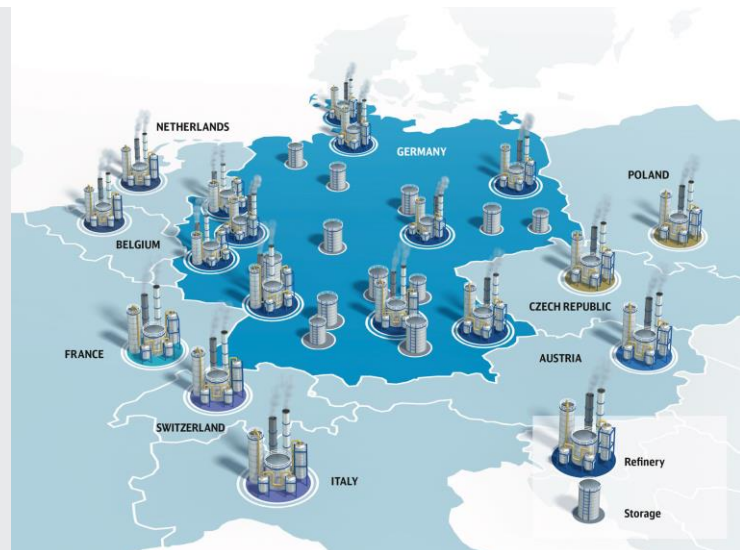 NETHERLANDS
GERMANY
POLAND
BELGIUM
CZECH REPUBLIC
FRANCE
AUSTRIA
SWITZERLAND
Refinery
ITALY
Storage